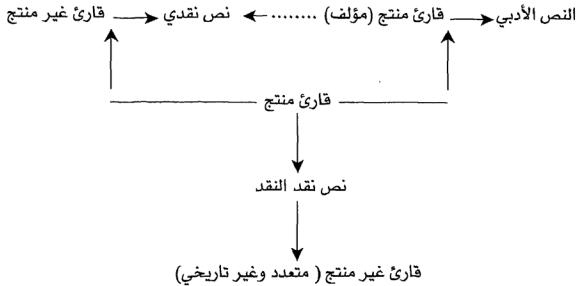 النص الأدبي قارئ منتج (مؤلف) ........ نص نقدي قارئ غير منتج
قارئ منتج
نص نقد النقد
قارئ غير منتج ( متعدد وغير تاريخي)